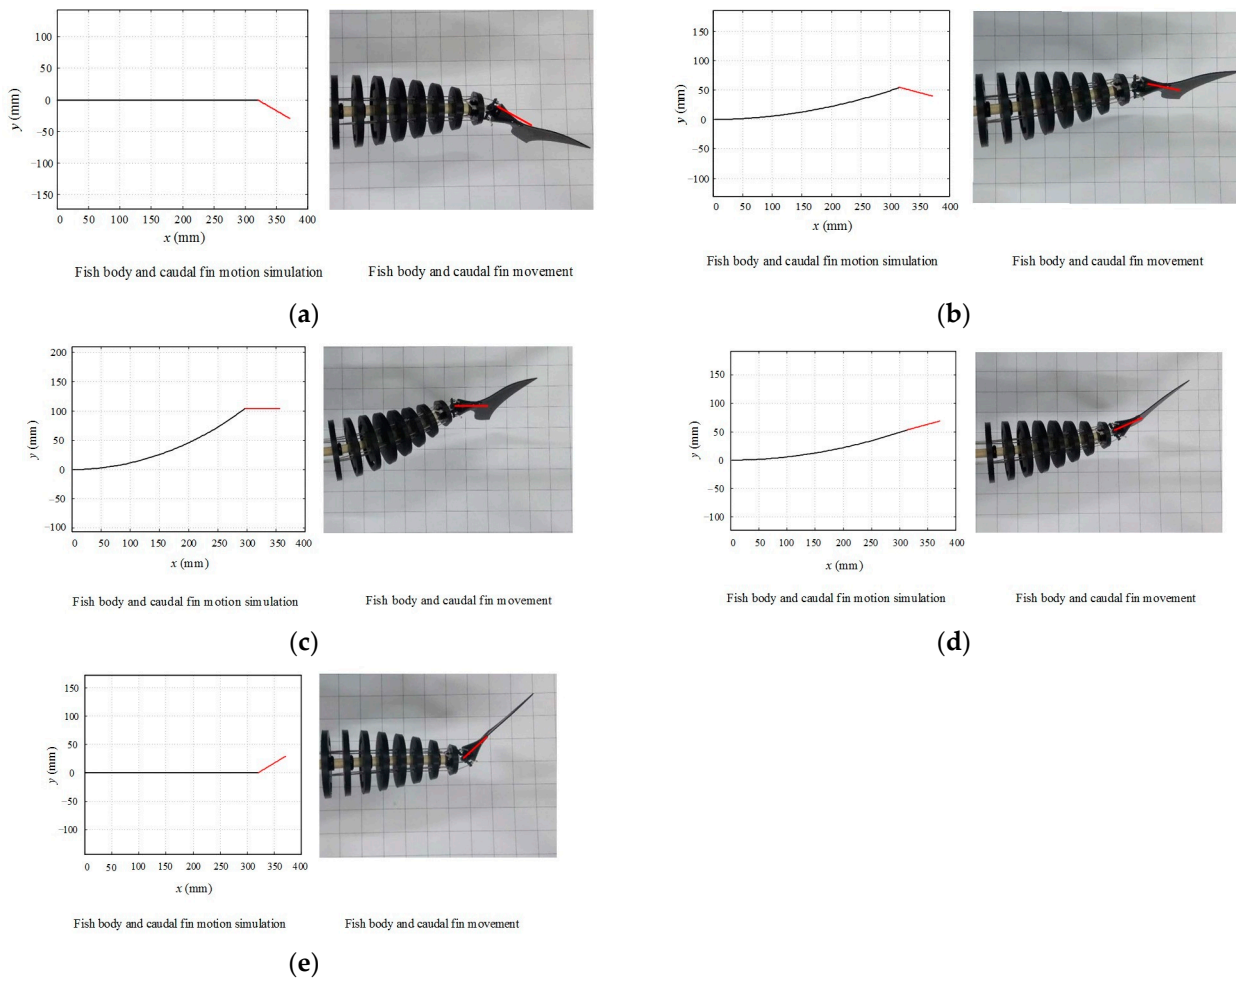 100
50
0
−50
−100
−150
y (mm)
0 50 100 150 200 250 300 350 400
x (mm)
Fish body and caudal fin motion simulation
Fish body and caudal fin movement
(a)
150
100
50
0
−50
−100
y (mm)
0 50 100 150 200 250 300 350 400
x (mm)
Fish body and caudal fin motion simulation
Fish body and caudal fin movement
(b)
200
150
100
50
0
−50
−100
y (mm)
0 50 100 150 200 250 300 350 400
x (mm)
Fish body and caudal fin motion simulation
Fish body and caudal fin movement
(c)
150
100
50
0
−50
−100
y (mm)
0 50 100 150 200 250 300 350 400
x (mm)
Fish body and caudal fin motion simulation
Fish body and caudal fin movement
(d)
150
100
50
0
−50
−100
y (mm)
0 50 100 150 200 250 300 350 400
x (mm)
Fish body and caudal fin motion simulation
Fish body and caudal fin movement
(e)